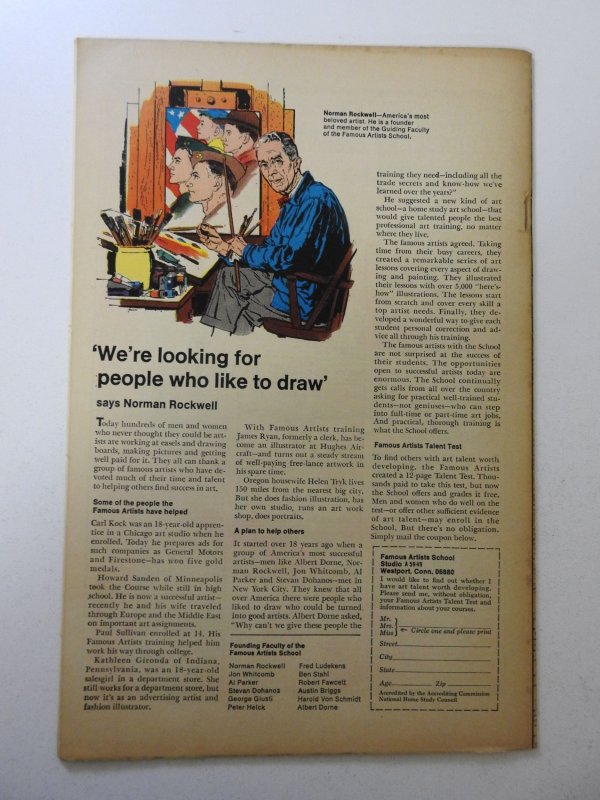 Norman Rockwell—America's most
beloved artist. He is a founder
and member of the Guiding Faculty
of the Famous Artists School.
'We're looking for
people who like to draw'
says Norman Rockwell
Today hundreds of men and women
who never thought they could be art-
ists are working at easels and drawing
boards, making pictures and getting
well paid for it. They all can thank a
group of famous artists who have de-
voted much of their time and talent
to helping others find success in art.
Some of the people the
Famous Artists have helped
Carl Kock was an 18-year-old appren-
tice in a Chicago art studio when he
enrolled. Today he prepares ads for
such companies as General Motors
and Firestone—has won five gold
medals.
Howard Sanden of Minneapolis
took the Course while still in high
school. He is now a successful artist—
recently he and his wife traveled
through Europe and the Middle East
on important art assignments.
Paul Sullivan enrolled at 14. His
Famous Artists training helped him
work his way through college.
Kathleen Gironda of Indiana,
Pennsylvania, was an 18-year-old
salesgirl in a department store. She
still works for a department store, but
now it's as an advertising artist and
fashion illustrator.
With Famous Artists training
James Ryan, formerly a clerk, has be-
come an illustrator at Hughes Air-
craft—and turns out a steady stream
of well-paying free-lance artwork in
his spare time.
Oregon housewife Helen Tryk lives
150 miles from the nearest big city.
But she does fashion illustration, has
her own studio, runs an art work
shop, does portraits.
A plan to help others
It started over 18 years ago when a
group of America's most successful
artists—men like Albert Dorne, Nor-
man Rockwell, Jon Whitcomb, Al
Parker and Stevan Dohanos—met in
New York City. They knew that all
over America there were people who
liked to draw who could be turned
into good artists. Albert Dorne asked,
"Why can't we give these people the
Founding Faculty of the
Famous Artists School
Norman Rockwell
Jon Whitcomb
Al Parker
Stevan Dohanos
George Giusti
Peter Helck
Fred Ludekens
Ben Stahl
Robert Fawcett
Austin Briggs
Harold Von Schmidt
Albert Dorne
training they need—including all the
trade secrets and know-how we've
learned over the years?"
He suggested a new kind of art
school—a home study art school—that
would give talented people the best
professional art training, no matter
where they live.
The famous artists agreed. Taking
time from their busy careers, they
created a remarkable series of art
lessons covering every aspect of draw-
ing and painting. They illustrated
their lessons with over 5,000 "here's-
how" illustrations. The lessons start
from scratch and cover every skill a
top artist needs. Finally, they de-
veloped a wonderful way to give each
student personal correction and ad-
vice all through his training.
The famous artists with the School
are not surprised at the success of
their students. The opportunities
open to successful artists today are
enormous. The School continually
gets calls from all over the country
asking for practical well-trained stu-
dents—not geniuses—who can step
into full-time or part-time art jobs,
And practical, thorough training is
what the School offers.
Famous Artists Talent Test
To find others with art talent worth
developing, the Famous Artists
created a 12-page Talent Test. Thou-
sands paid to take this test, but now
the School offers and grades it free.
Men and women who do well on the
test—or offer other sufficient evidence
of art talent—may enroll in the
School. But there's no obligation.
Simply mail the coupon below.
Famous Artists School
Studio A 5949
Westport, Conn. 06880
I would like to find out whether I
have art talent worth developing.
Please send me, without obligation,
your Famous Artists Talent Test and
information about your courses.
Mr.
Mrs.
Miss
Circle one and please print
Street
City
State
Age Zip
Accredited by the Accrediting Commission
National Home Study Council